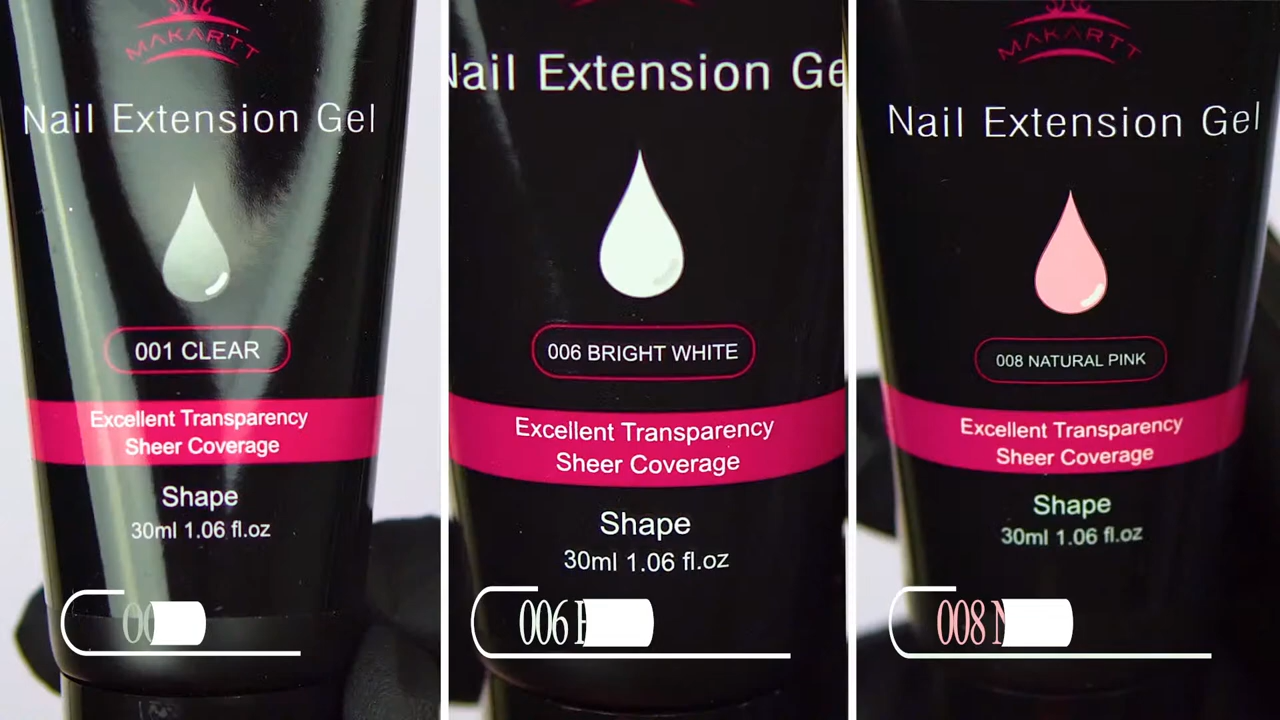 MAKARTT
Nail Extension Gel
001 CLEAR
Excellent Transparency
Sheer Coverage
Shape
30ml 1.06 fl.oz
00
Nail Extension Ge
006 BRIGHT WHITE
Excellent Transparency
Sheer Coverage
Shape
30ml 1.06 fl.oz
006
MAKARTT
Nail Extension Gel
008 NATURAL PINK
Excellent Transparency
Sheer Coverage
Shape
30ml 1.06 fl.oz
008